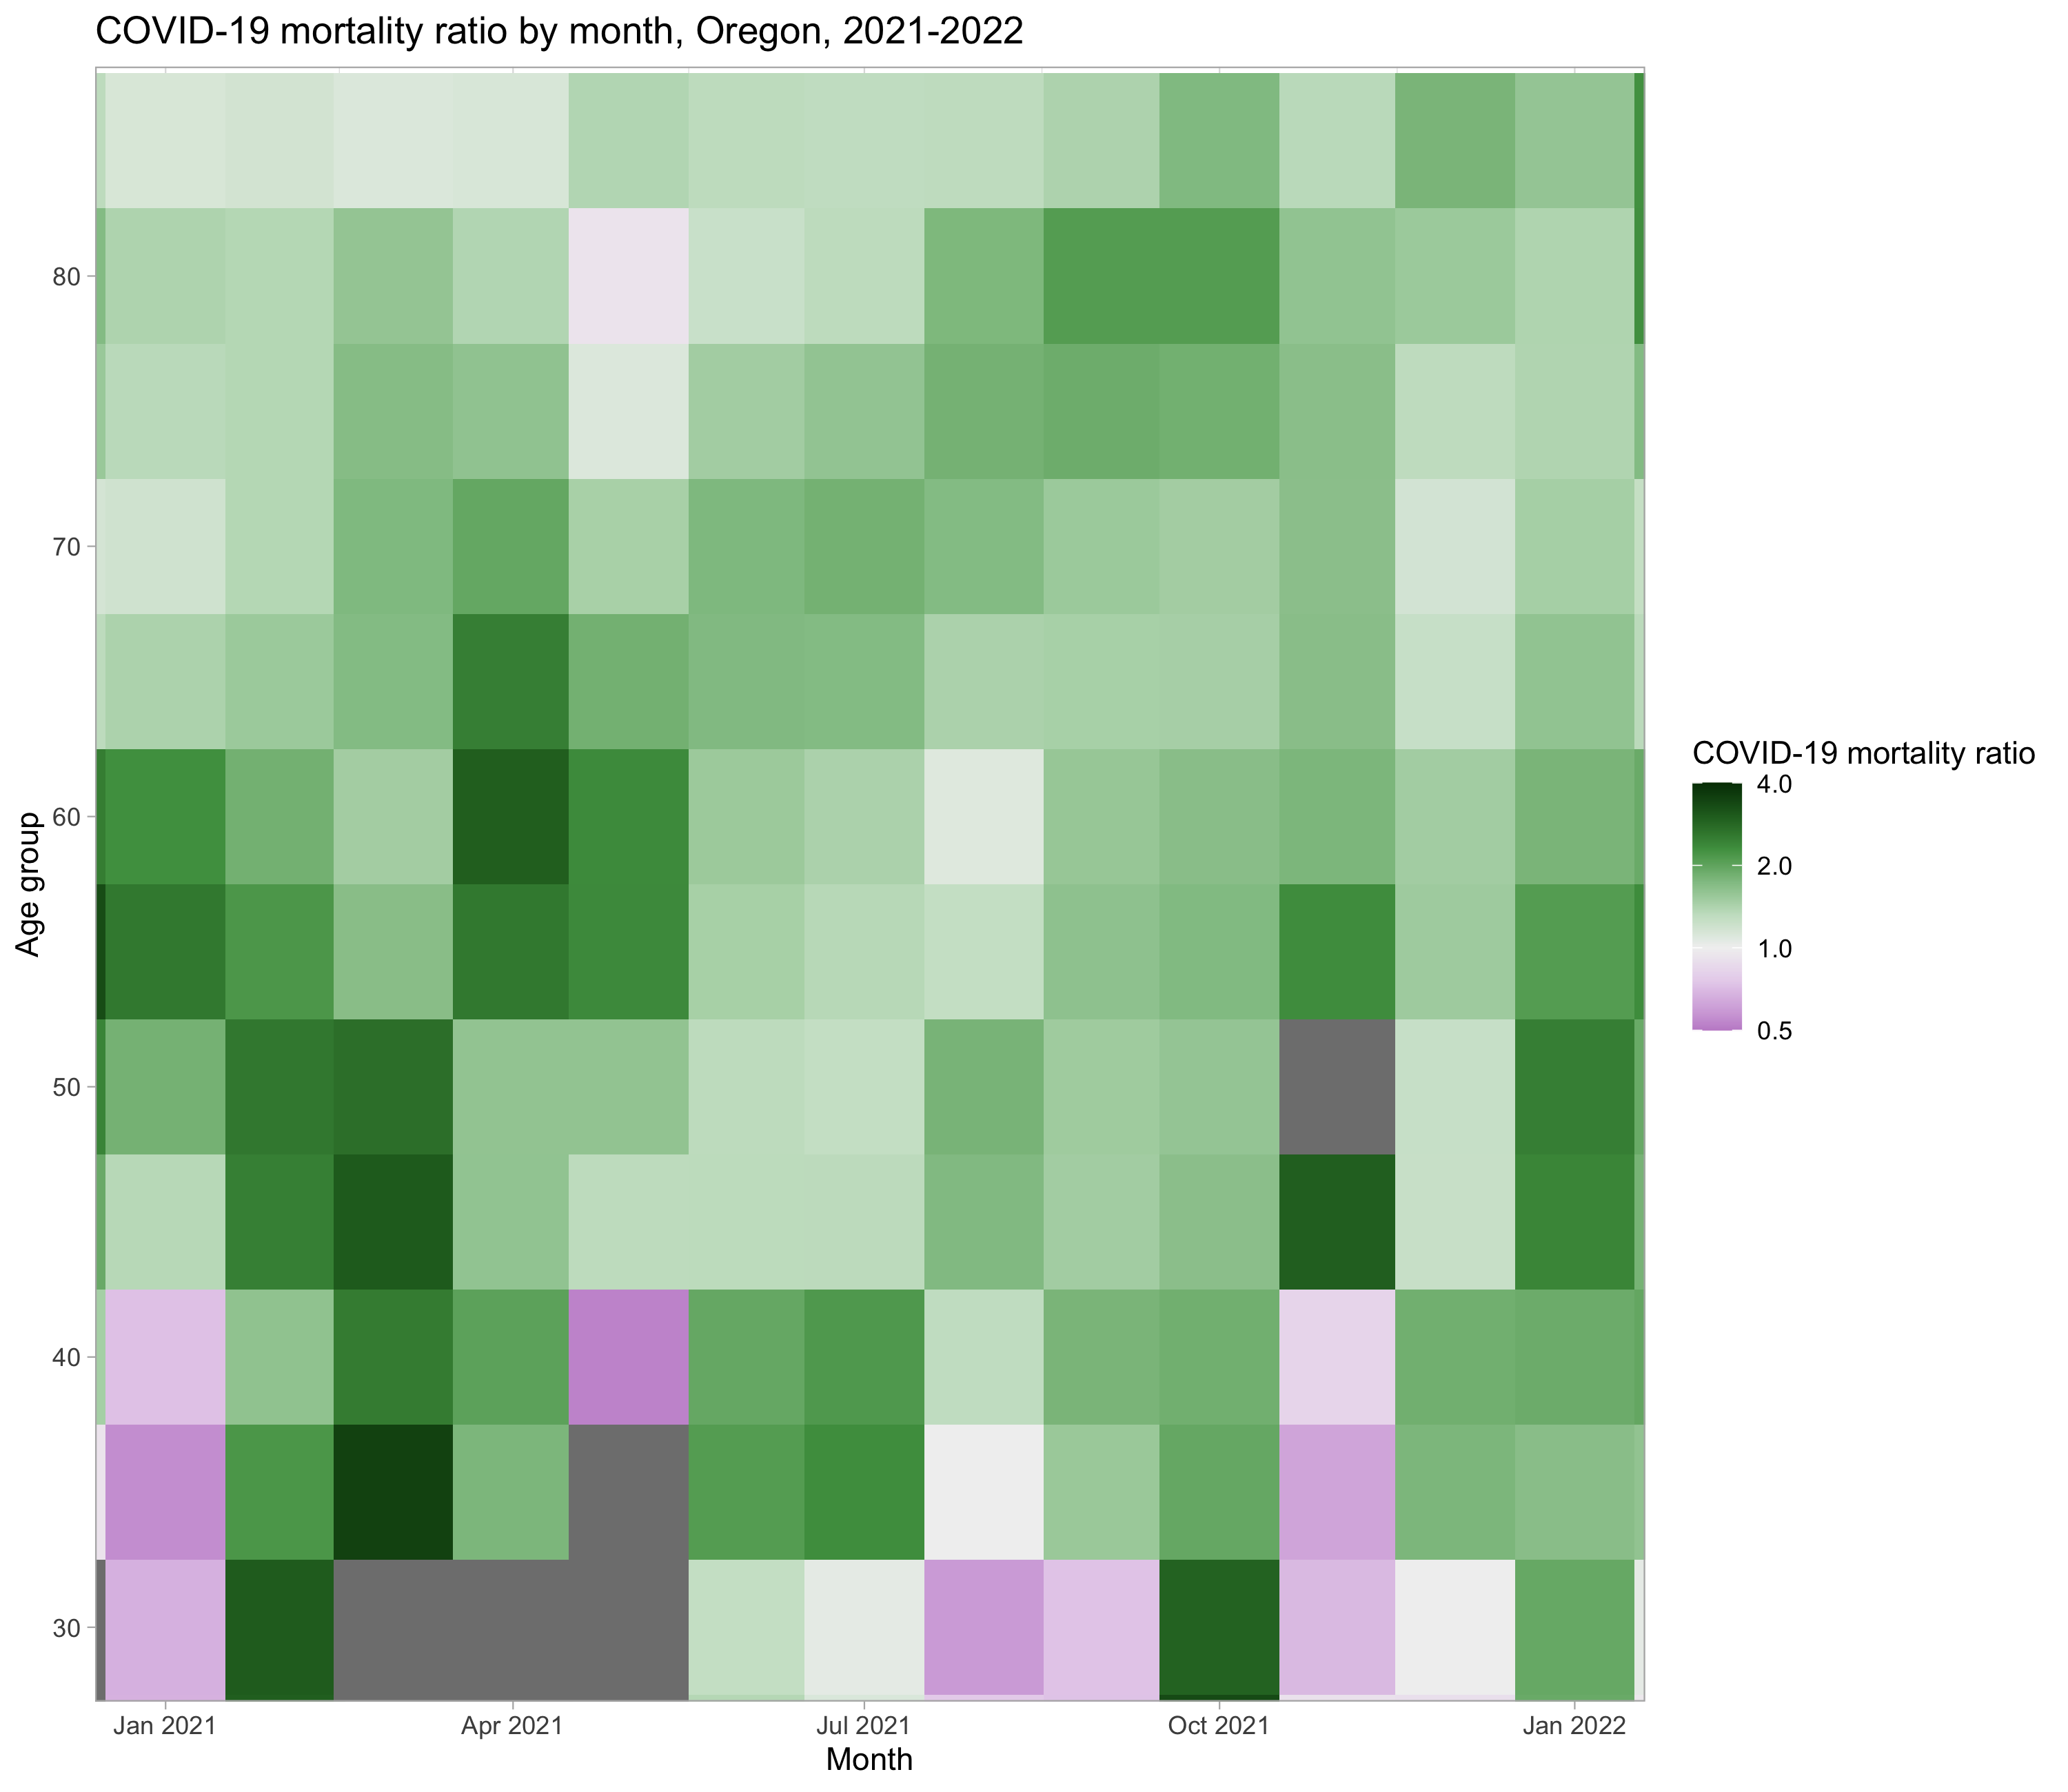 COVID-19 mortality ratio by month, Oregon, 2021-2022
80
70
60
50
40
30
Age group
Jan 2021
Apr 2021
Jul 2021
Oct 2021
Jan 2022
Month
COVID-19 mortality ratio
4.0
2.0
1.0
0.5